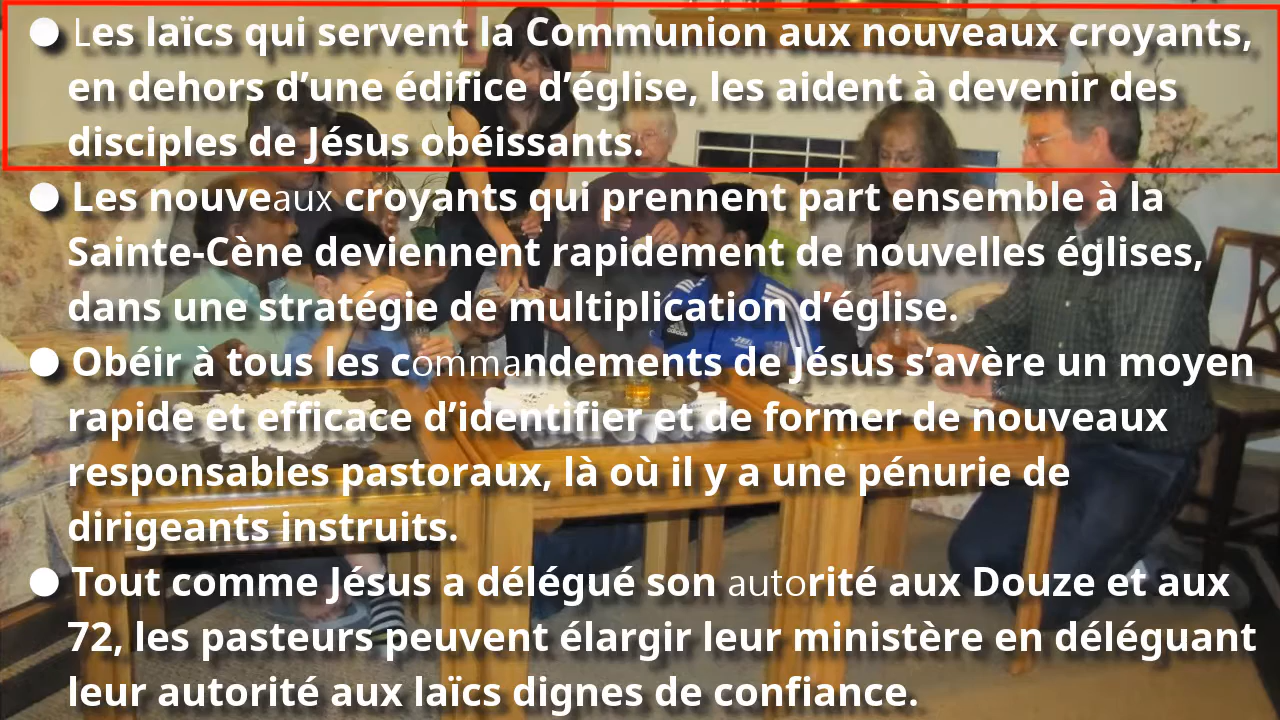 ● Les laïcs qui servent la Communion aux nouveaux croyants,
en dehors d’une édifice d’église, les aident à devenir des
disciples de Jésus obéissants.
● Les nouveaux croyants qui prennent part ensemble à la
Sainte-Cène deviennent rapidement de nouvelles églises,
dans une stratégie de multiplication d’église.
● Obéir à tous les commandements de Jésus s’avère un moyen
rapide et efficace d’identifier et de former de nouveaux
responsables pastoraux, là où il y a une pénurie de
dirigeants instruits.
● Tout comme Jésus a délégué son autorité aux Douze et aux
72, les pasteurs peuvent élargir leur ministère en déléguant
leur autorité aux laïcs dignes de confiance.